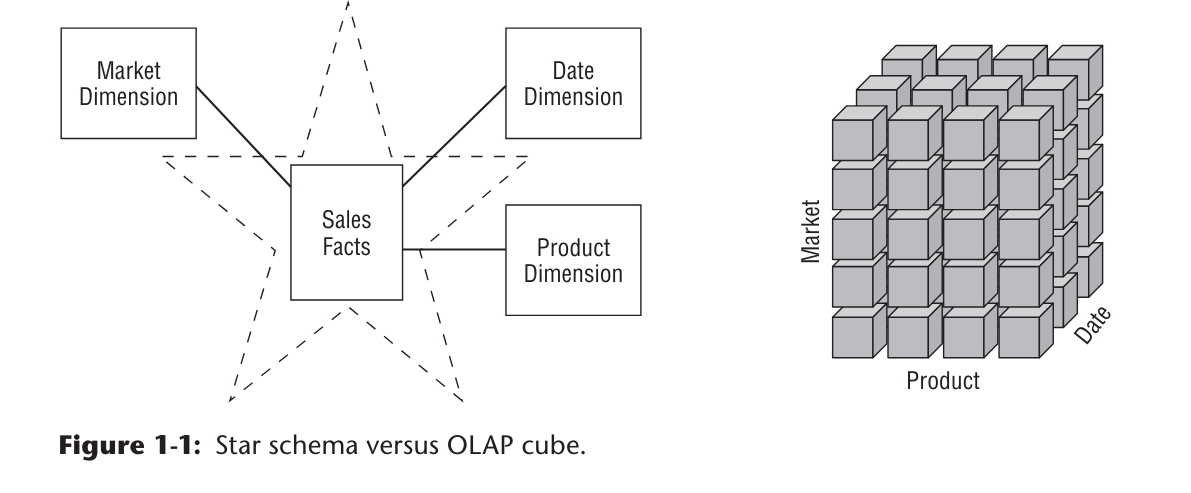 Market
Dimension
Date
Dimension
Sales
Facts
Product
Dimension
Market
Product
Date
Figure 1-1: Star schema versus OLAP cube.